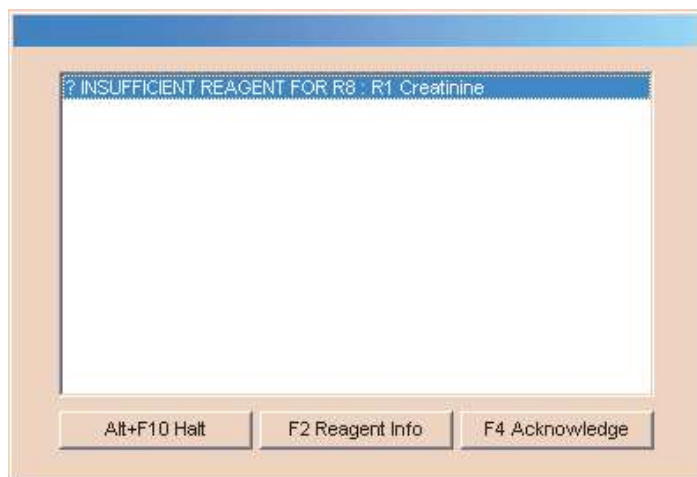 ? INSUFFICIENT REAGENT FOR R8 : R1 Creatinine
Alt+F10 Halt
F2 Reagent Info
F4 Acknowledge